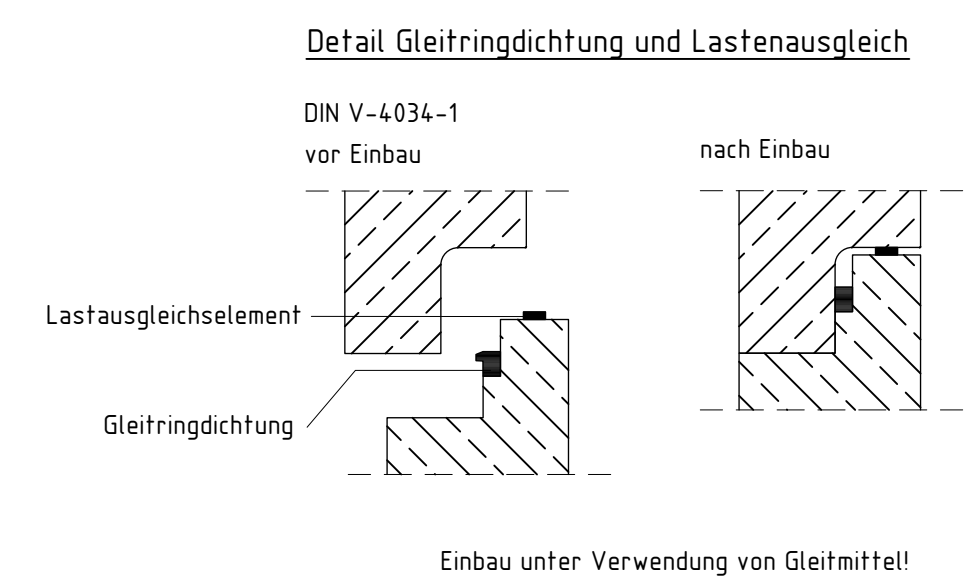 Detail Gleitringdichtung und Lastenausgleich
DIN V-4034-1
vor Einbau
nach Einbau
Lastausgleichselement
Gleitringdichtung
Einbau unter Verwendung von Gleitmittel!